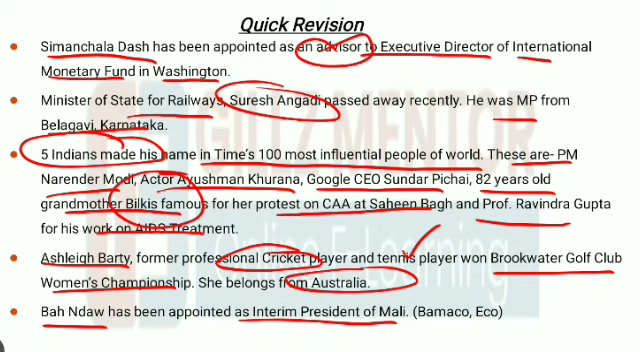 Quick Revision
Simanchala Dash has been appointed as an advisor to Executive Director of International
Monetary Fund in Washington.
Minister of State for Railways, Suresh Angadi passed away recently. He was MP from
Belagavi, Karnataka.
5 Indians made his name in Time's 100 most influential people of world. These are- PM
Narender Modi, Actor Ayushman Khurana, Google CEO Sundar Pichai, 82 years old
grandmother Bilkis famous for her protest on CAA at Saheen Bagh and Prof. Ravindra Gupta
for his work on AIDS Treatment.
Ashleigh Barty, former professional Cricket player and tennis player won Brookwater Golf Club
Women's Championship. She belongs from Australia.
Bah Ndaw has been appointed as Interim President of Mali. (Bamaco, Eco)